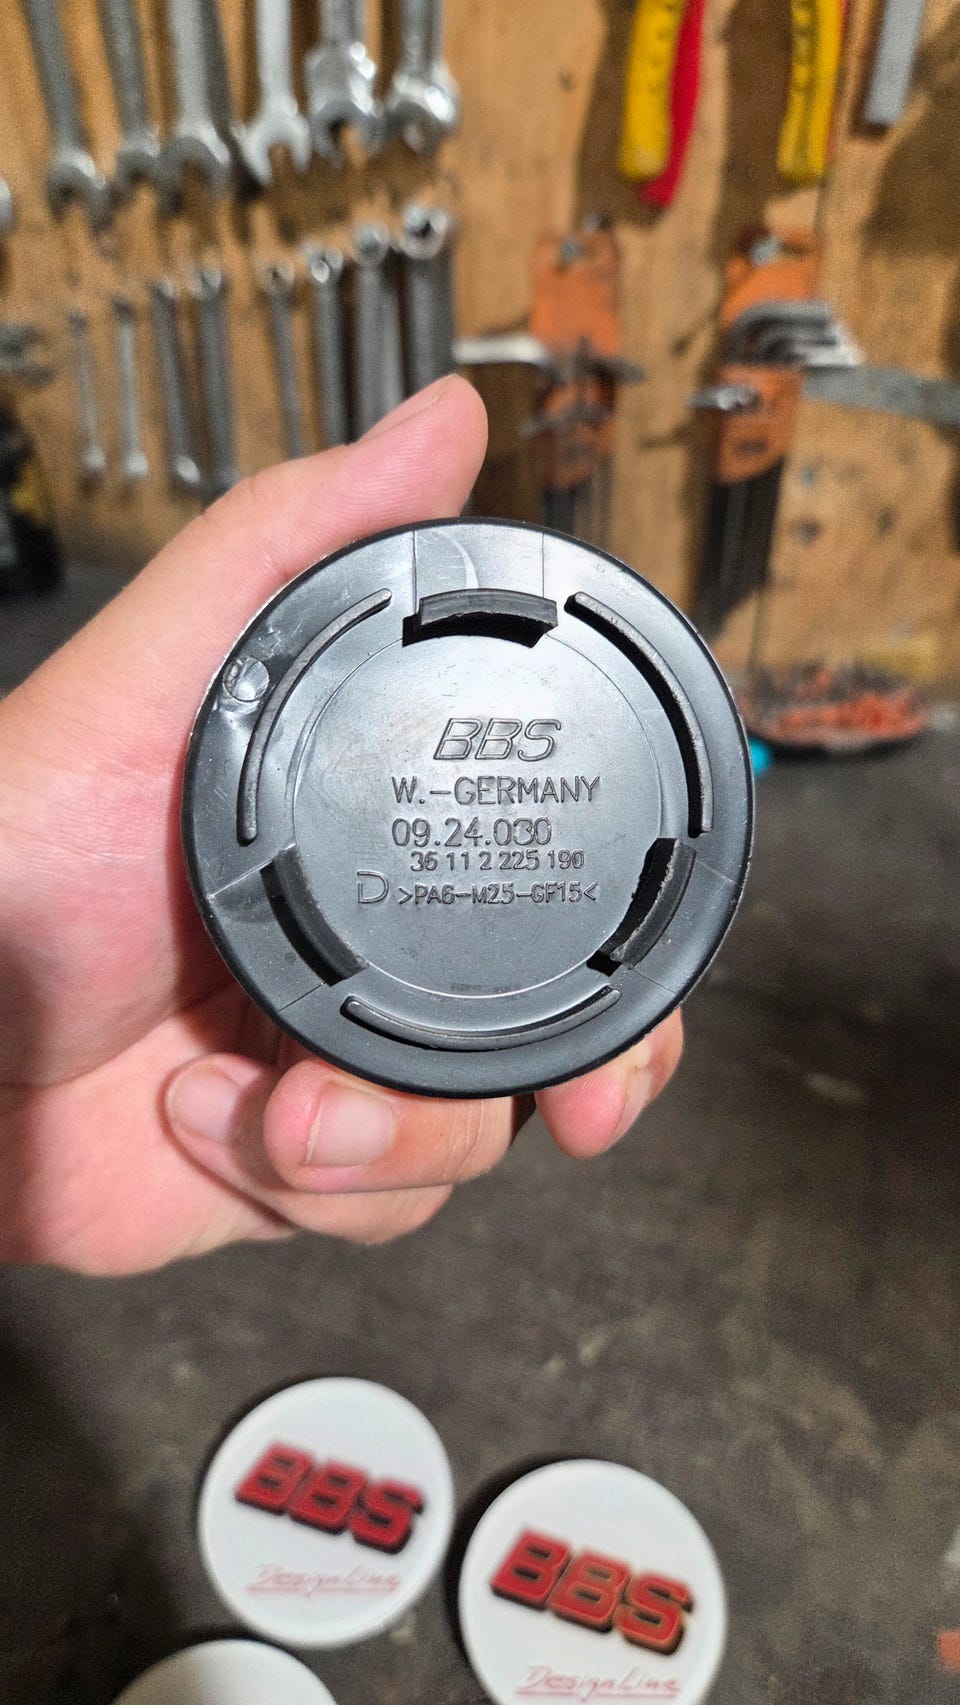 BBS
W.-GERMANY
09.24.030
36 11 2 225 190
D >PA6-M25-GF15<
BBS
DesignLine
BBS
DesignLine